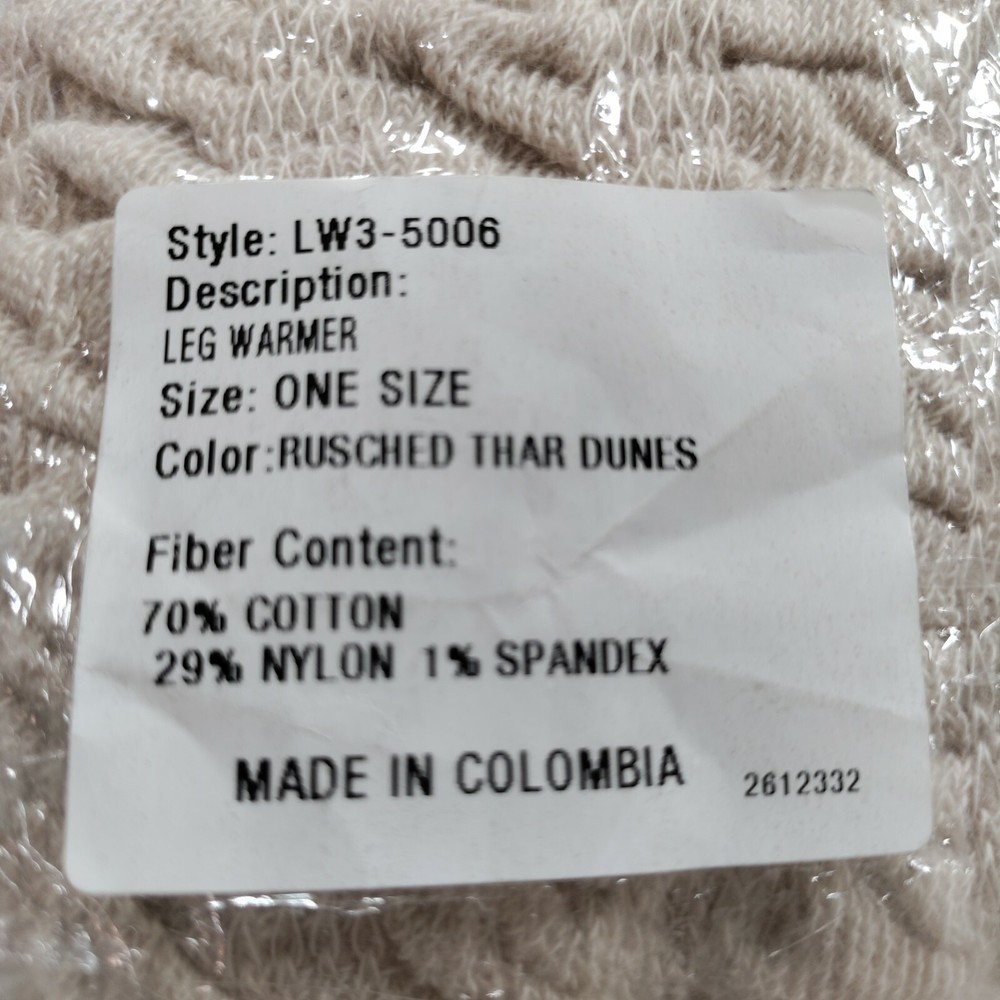 Style: LW3-5006
Description:
LEG WARMER
Size: ONE SIZE
Color:RUSCHED THAR DUNES
Fiber Content:
70% COTTON
29% NYLON 1% SPANDEX
MADE IN COLOMBIA 2612332